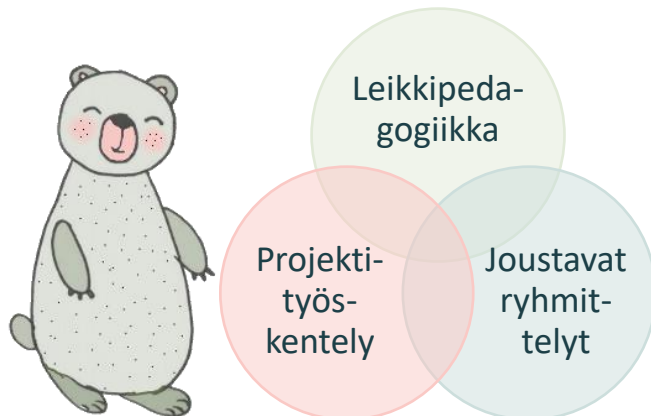 Leikkipeda-
gogiikka
Projekti-
työs-
kentely
Joustavat
ryhmit-
telyt